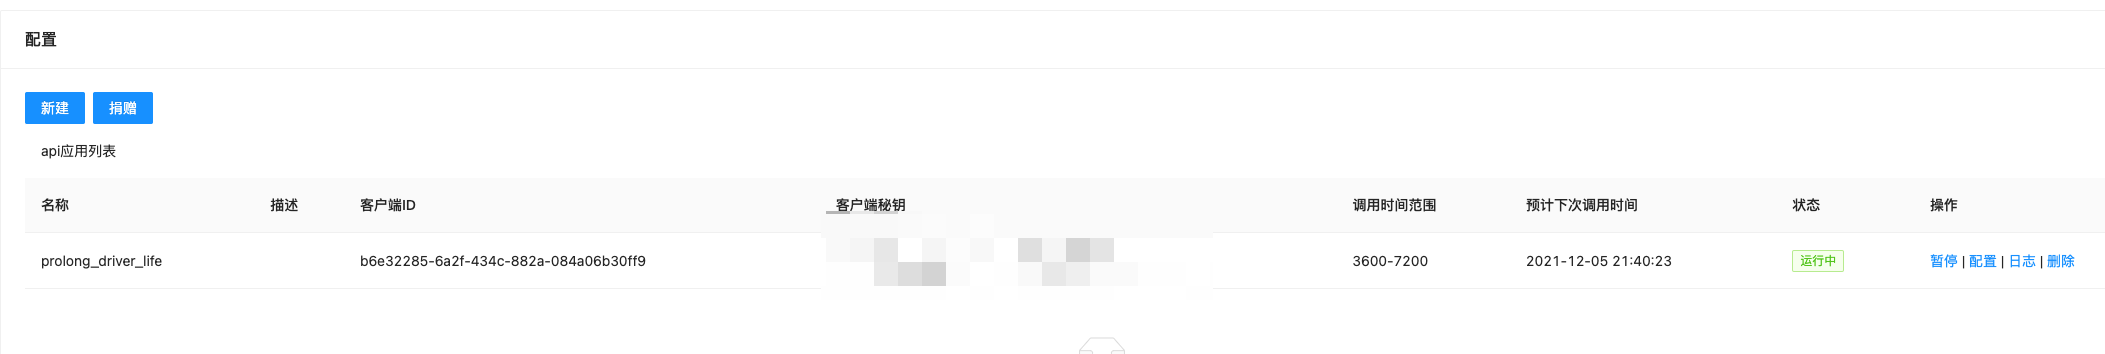 配置
新建 捐赠
api应用列表
名称 描述 客户端ID 客户端秘钥 调用时间范围 预计下次调用时间 状态 操作
prolong_driver_life b6e32285-6a2f-434c-882a-084a06b30ff9 3600-7200 2021-12-05 21:40:23 运行中 暂停 | 配置 | 日志 | 删除